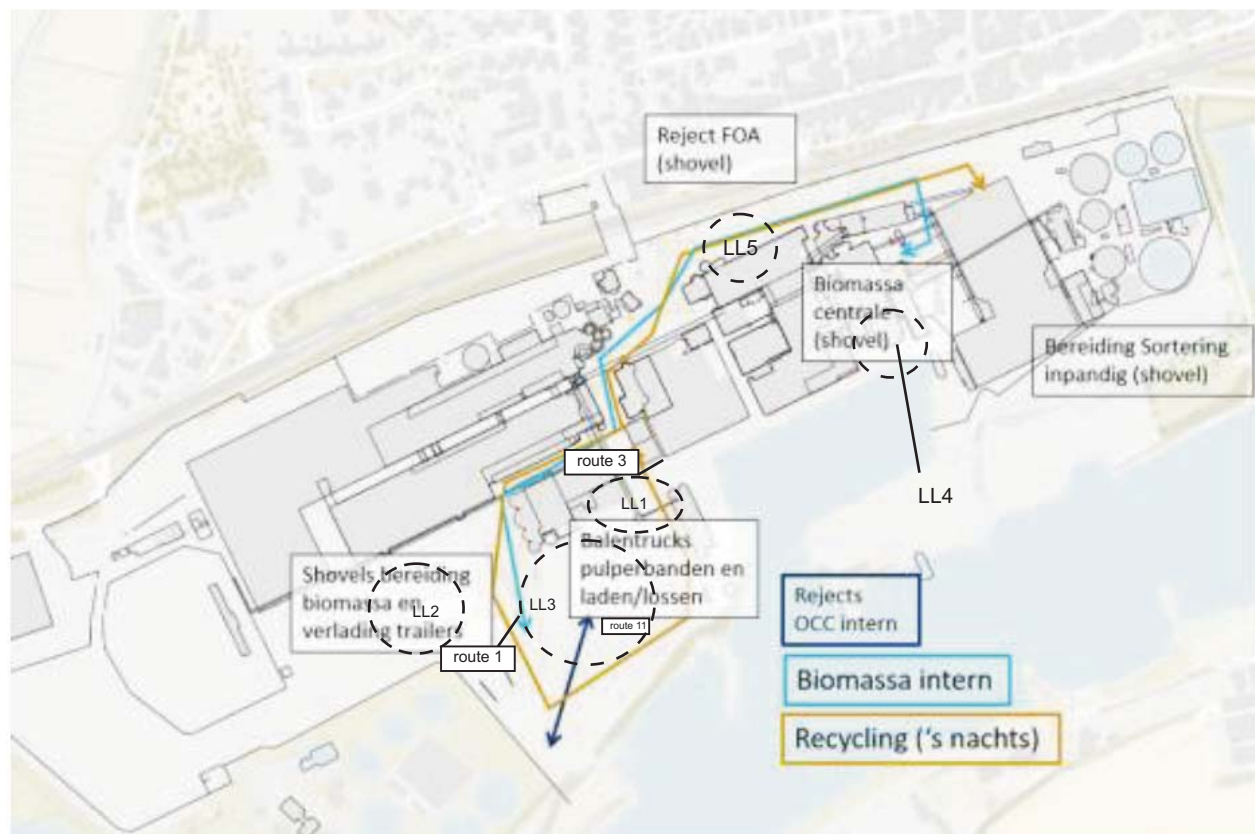 Reject FOA
(shovel)
LL5
Biomassa
centrale
(shovel)
Bereiding Sortering
inpandig (shovel)
route 3
LL1
LL4
Balentrucks
pulperbanden en
laden/lossen
Shovels bereiding
biomassa en
verlading trailers
LL2
LL3
route 11
route 1
Rejects
OCC intern
Biomassa intern
Recycling ('s nachts)